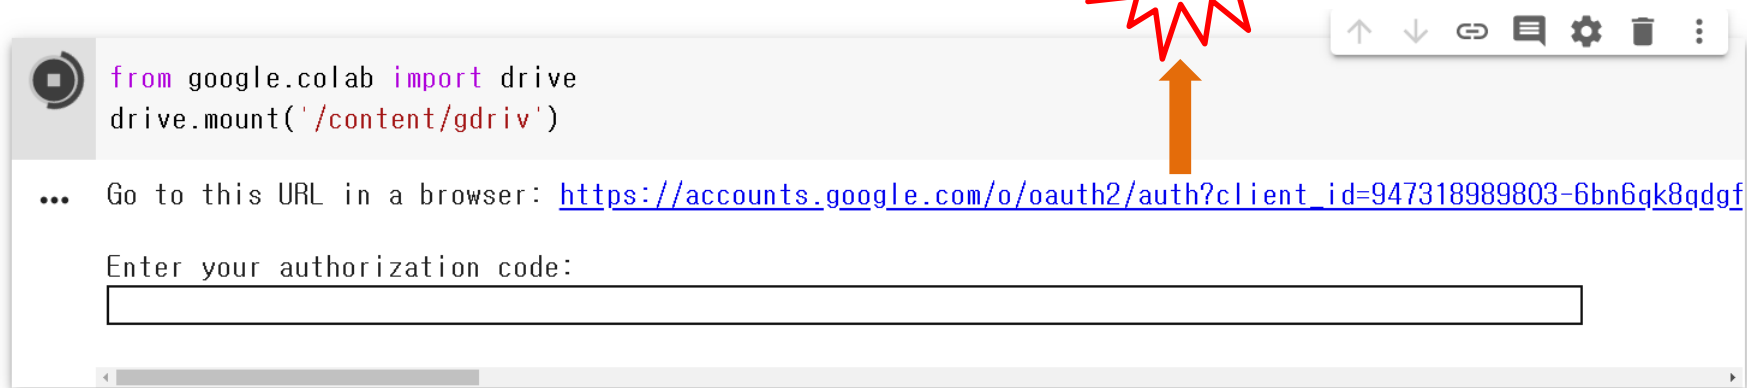 from google.colab import drive
drive.mount('/content/gdriv')
Go to this URL in a browser: https://accounts.google.com/o/oauth2/auth?client_id=947318989803-6bn6qk8qdgf
Enter your authorization code: